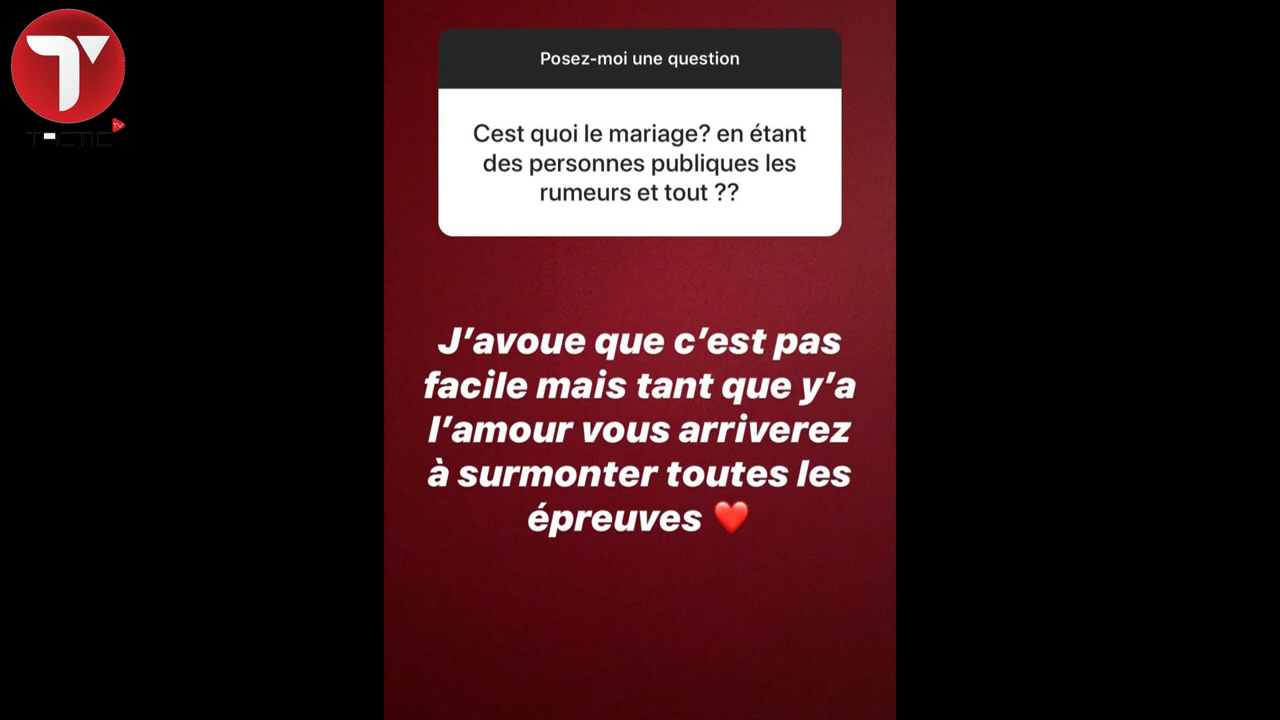 Posez-moi une question
Cest quoi le mariage? en étant
des personnes publiques les
rumeurs et tout ??
J’avoue que c’est pas
facile mais tant que y’a
l’amour vous arriverez
à surmonter toutes les
épreuves ❤️